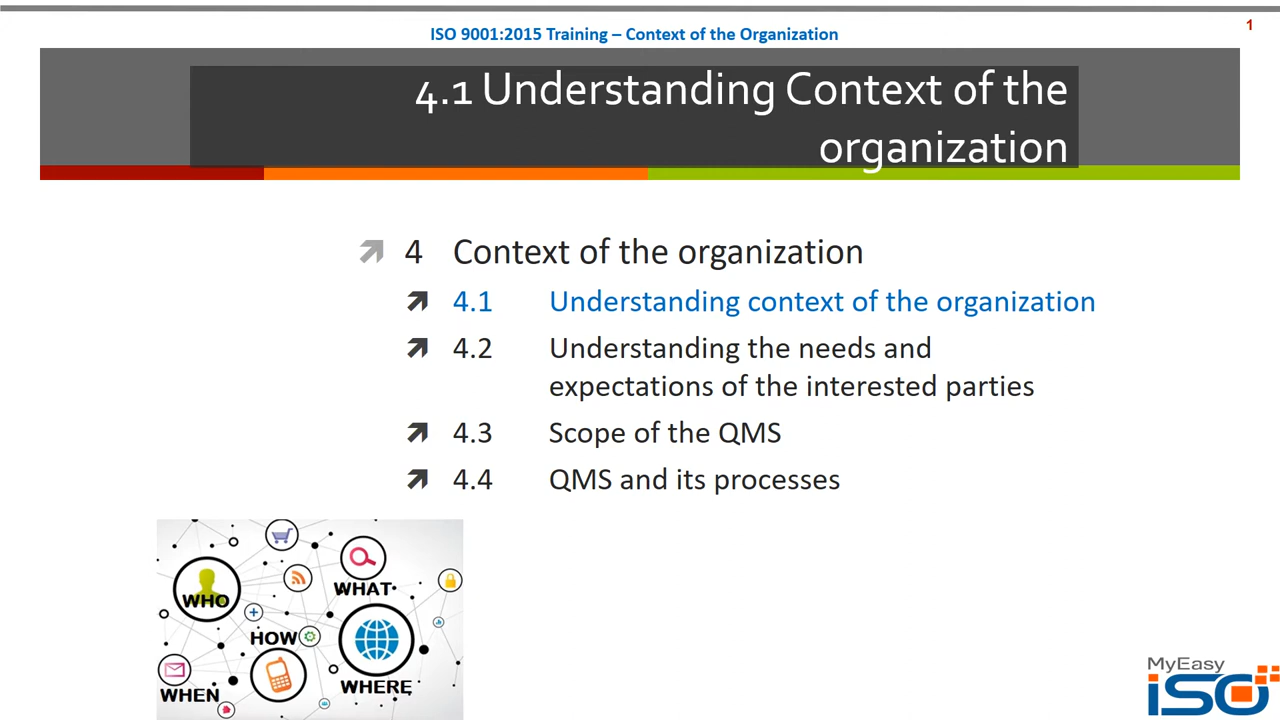 ISO 9001:2015 Training – Context of the Organization
1
4.1 Understanding Context of the
organization
4 Context of the organization
4.1 Understanding context of the organization
4.2 Understanding the needs and
expectations of the interested parties
4.3 Scope of the QMS
4.4 QMS and its processes
WHO
WHAT
HOW
WHEN
WHERE
MyEasy
iSO